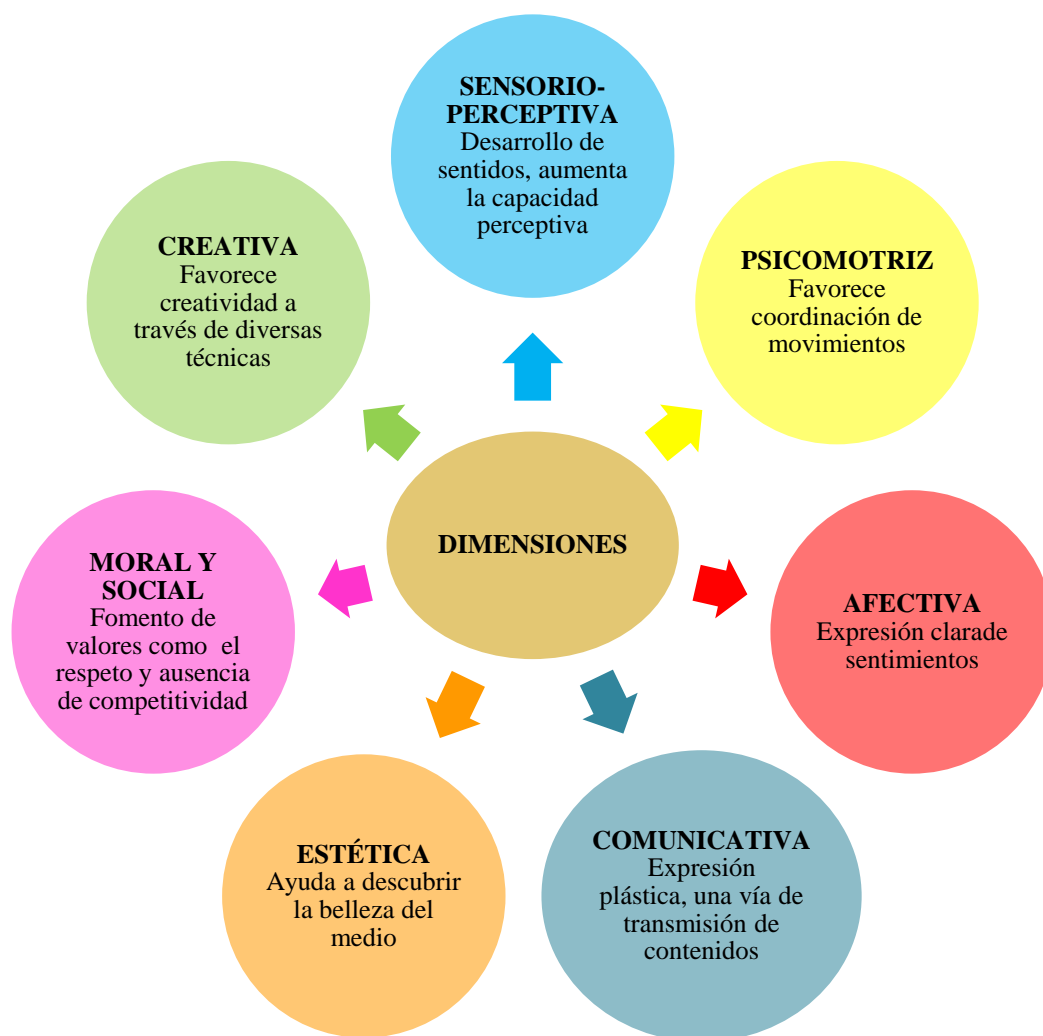 SENSORIO-
PERCEPTIVA
Desarrollo de
sentidos, aumenta
la capacidad
perceptiva
PSICOMOTRIZ
Favorece
coordinación de
movimientos
AFECTIVA
Expresión clarade
sentimientos
COMUNICATIVA
Expresión
plástica, una vía de
transmisión de
contenidos
ESTÉTICA
Ayuda a descubrir
la belleza del
medio
MORAL Y
SOCIAL
Fomento de
valores como  el
respeto y ausencia
de competitividad
CREATIVA
Favorece
creatividad a
través de diversas
técnicas
DIMENSIONES